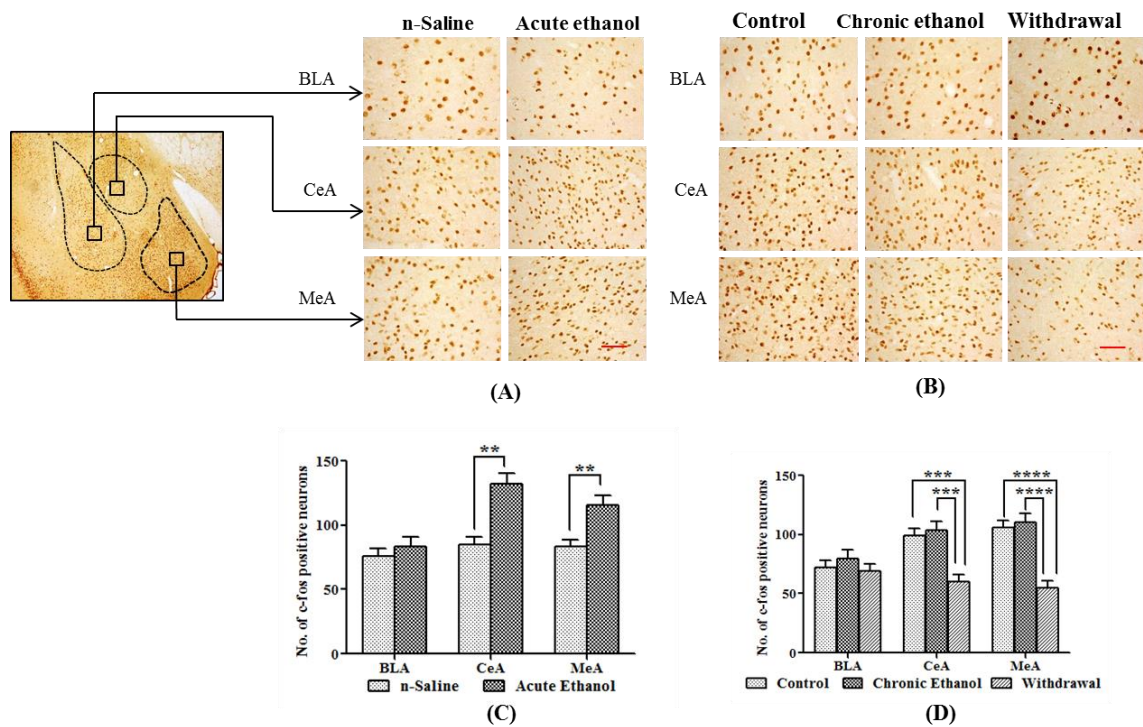 n-Saline Acute ethanol
BLA
CeA
MeA
(A)
Control Chronic ethanol Withdrawal
BLA
CeA
MeA
(B)
No. of c-fos positive neurons
150
100
50
0
**
**
BLA CeA MeA
n-Saline Acute Ethanol
(C)
No. of c-fos positive neurons
150
100
50
0
*** ****
*** ****
BLA CeA MeA
Control Chronic Ethanol Withdrawal
(D)